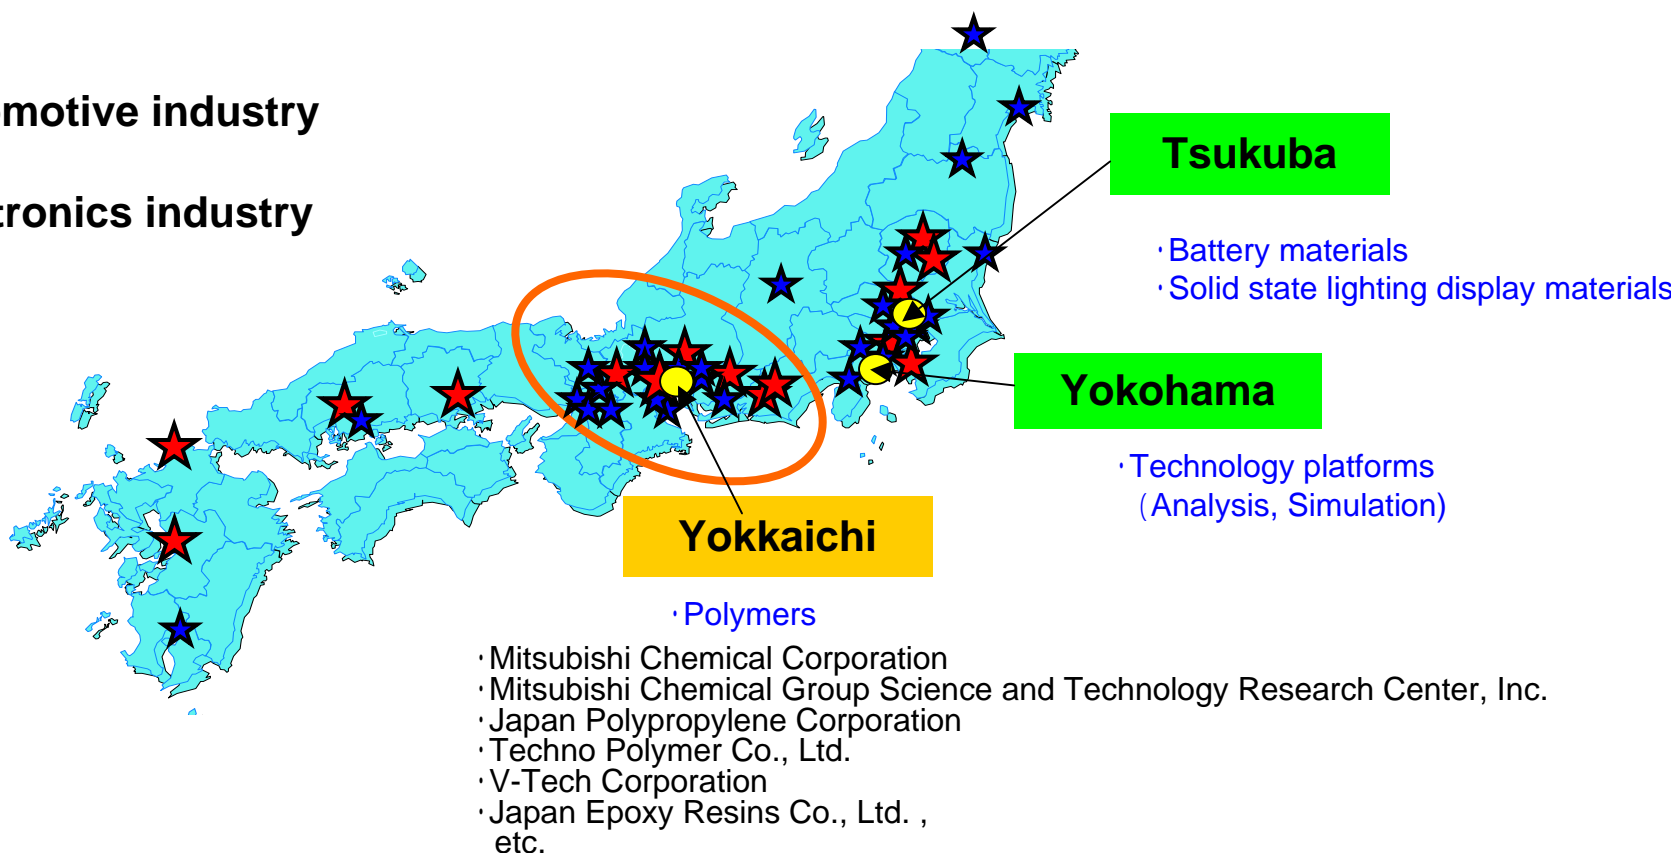 omotive industry
tronics industry
Tsukuba
・Battery materials
・Solid state lighting display materials
Yokohama
・Technology platforms
（Analysis, Simulation)
Yokkaichi
・Polymers
・Mitsubishi Chemical Corporation
・Mitsubishi Chemical Group Science and Technology Research Center, Inc.
・Japan Polypropylene Corporation
・Techno Polymer Co., Ltd.
・V-Tech Corporation
・Japan Epoxy Resins Co., Ltd. ,
etc.